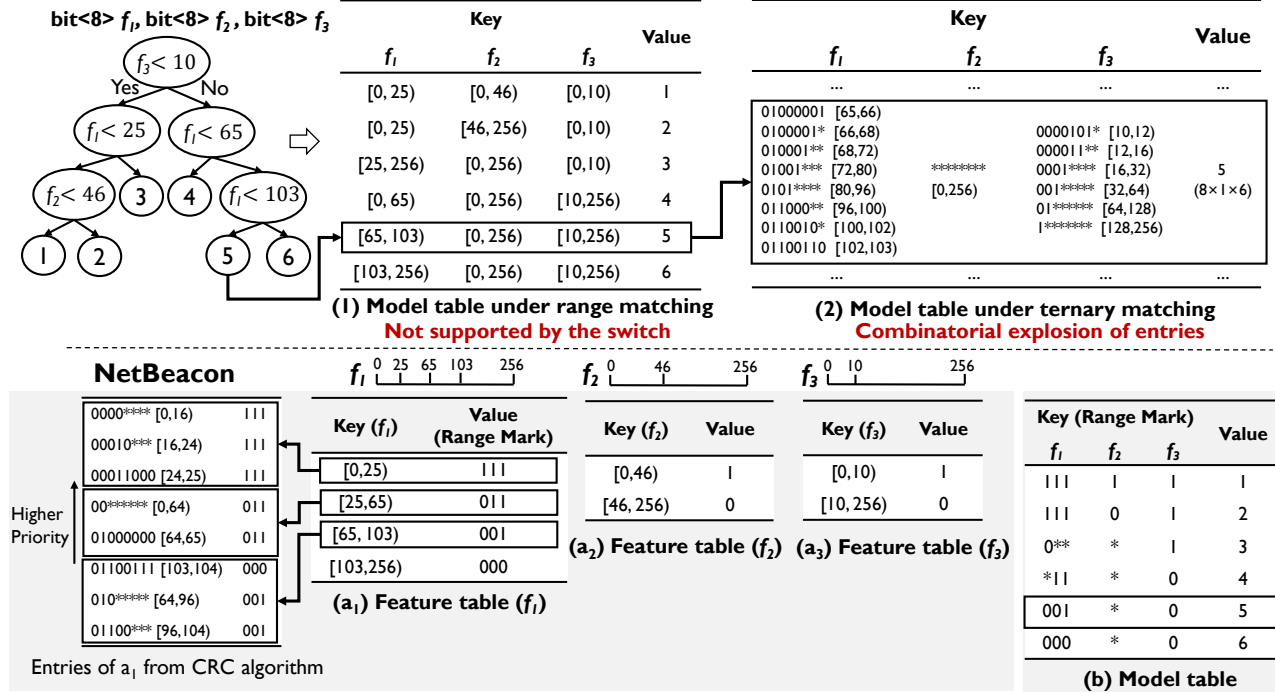 bit<8> f₁, bit<8> f₂, bit<8> f₃
f₃< 10
Yes No
f₁< 25 f₁< 65
f₂< 46 3 4 f₁< 103
1 2 5 6
Key Value
f₁ f₂ f₃
[0, 25) [0, 46) [0,10) 1
[0, 25) [46, 256) [0,10) 2
[25,256) [0, 256) [0,10) 3
[0, 65) [0, 256) [10,256) 4
[65, 103) [0, 256) [10,256) 5
[103, 256) [0, 256) [10,256) 6
(1) Model table under range matching
Not supported by the switch
Key Value
f₁ f₂ f₃
... ... ... ...
01000001 [65,66)
0100001* [66,68) 0000101* [10,12)
010001** [68,72) 000011** [12,16)
01001*** [72,80) ******** 0001**** [16,32) 5
0101**** [80,96) [0,256) 001***** [32,64) (8×1×6)
011000** [96,100) 01****** [64,128)
0110010* [100,102) 1******* [128,256)
01100110 [102,103)
... ... ... ...
(2) Model table under ternary matching
Combinatorial explosion of entries
NetBeacon
0000**** [0,16) 111
00010*** [16,24) 111
00011000 [24,25) 111
00****** [0,64) 011
01000000 [64,65) 011
01100111 [103,104) 000
010***** [64,96) 001
01100*** [96,104) 001
Higher
Priority
Entries of a₁ from CRC algorithm
f₁ 0 25 65 103 256
Key (f₁) Value
(Range Mark)
[0,25) 111
[25,65) 011
[65, 103) 001
[103,256) 000
(a₁) Feature table (f₁)
f₂ 0 46 256
Key (f₂) Value
[0,46) 1
[46, 256) 0
(a₂) Feature table (f₂)
f₃ 0 10 256
Key (f₃) Value
[0,10) 1
[10, 256) 0
(a₃) Feature table (f₃)
Key (Range Mark) Value
f₁ f₂ f₃
111 1 1 1
111 0 1 2
0** * 1 3
*11 * 0 4
001 * 0 5
000 * 0 6
(b) Model table